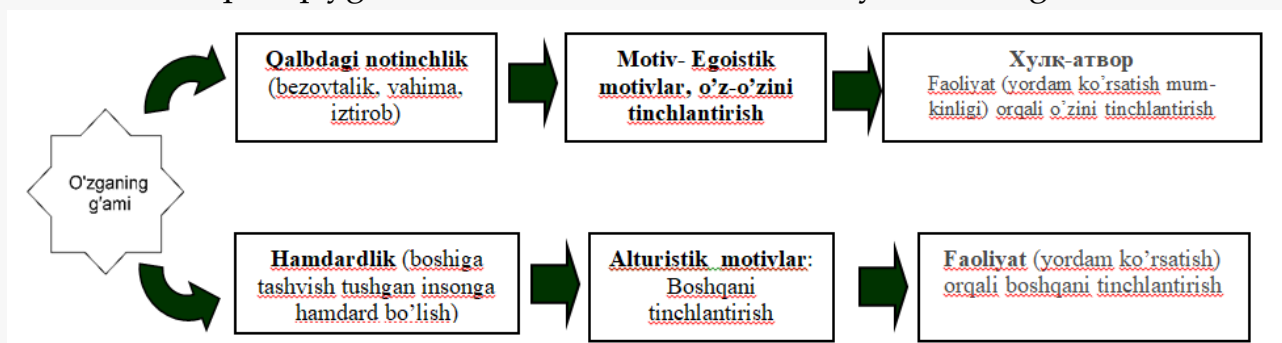 O'zganing
g'ami
Qalbdagi notinchlik
(bezovtalik, vahima,
iztirob)
Motiv- Egoistik
motivlar, o’z-o’zini
tinchlantirish
Хулқ-атвор
Faoliyat (yordam ko’rsatish mum-
kinligi) orqali o’zini tinchlantirish
Hamdardlik (boshiga
tashvish tushgan insonga
hamdard bo’lish)
Alturistik motivlar:
Boshqani
tinchlantirish
Faoliyat (yordam ko’rsatish)
orqali boshqani tinchlantirish